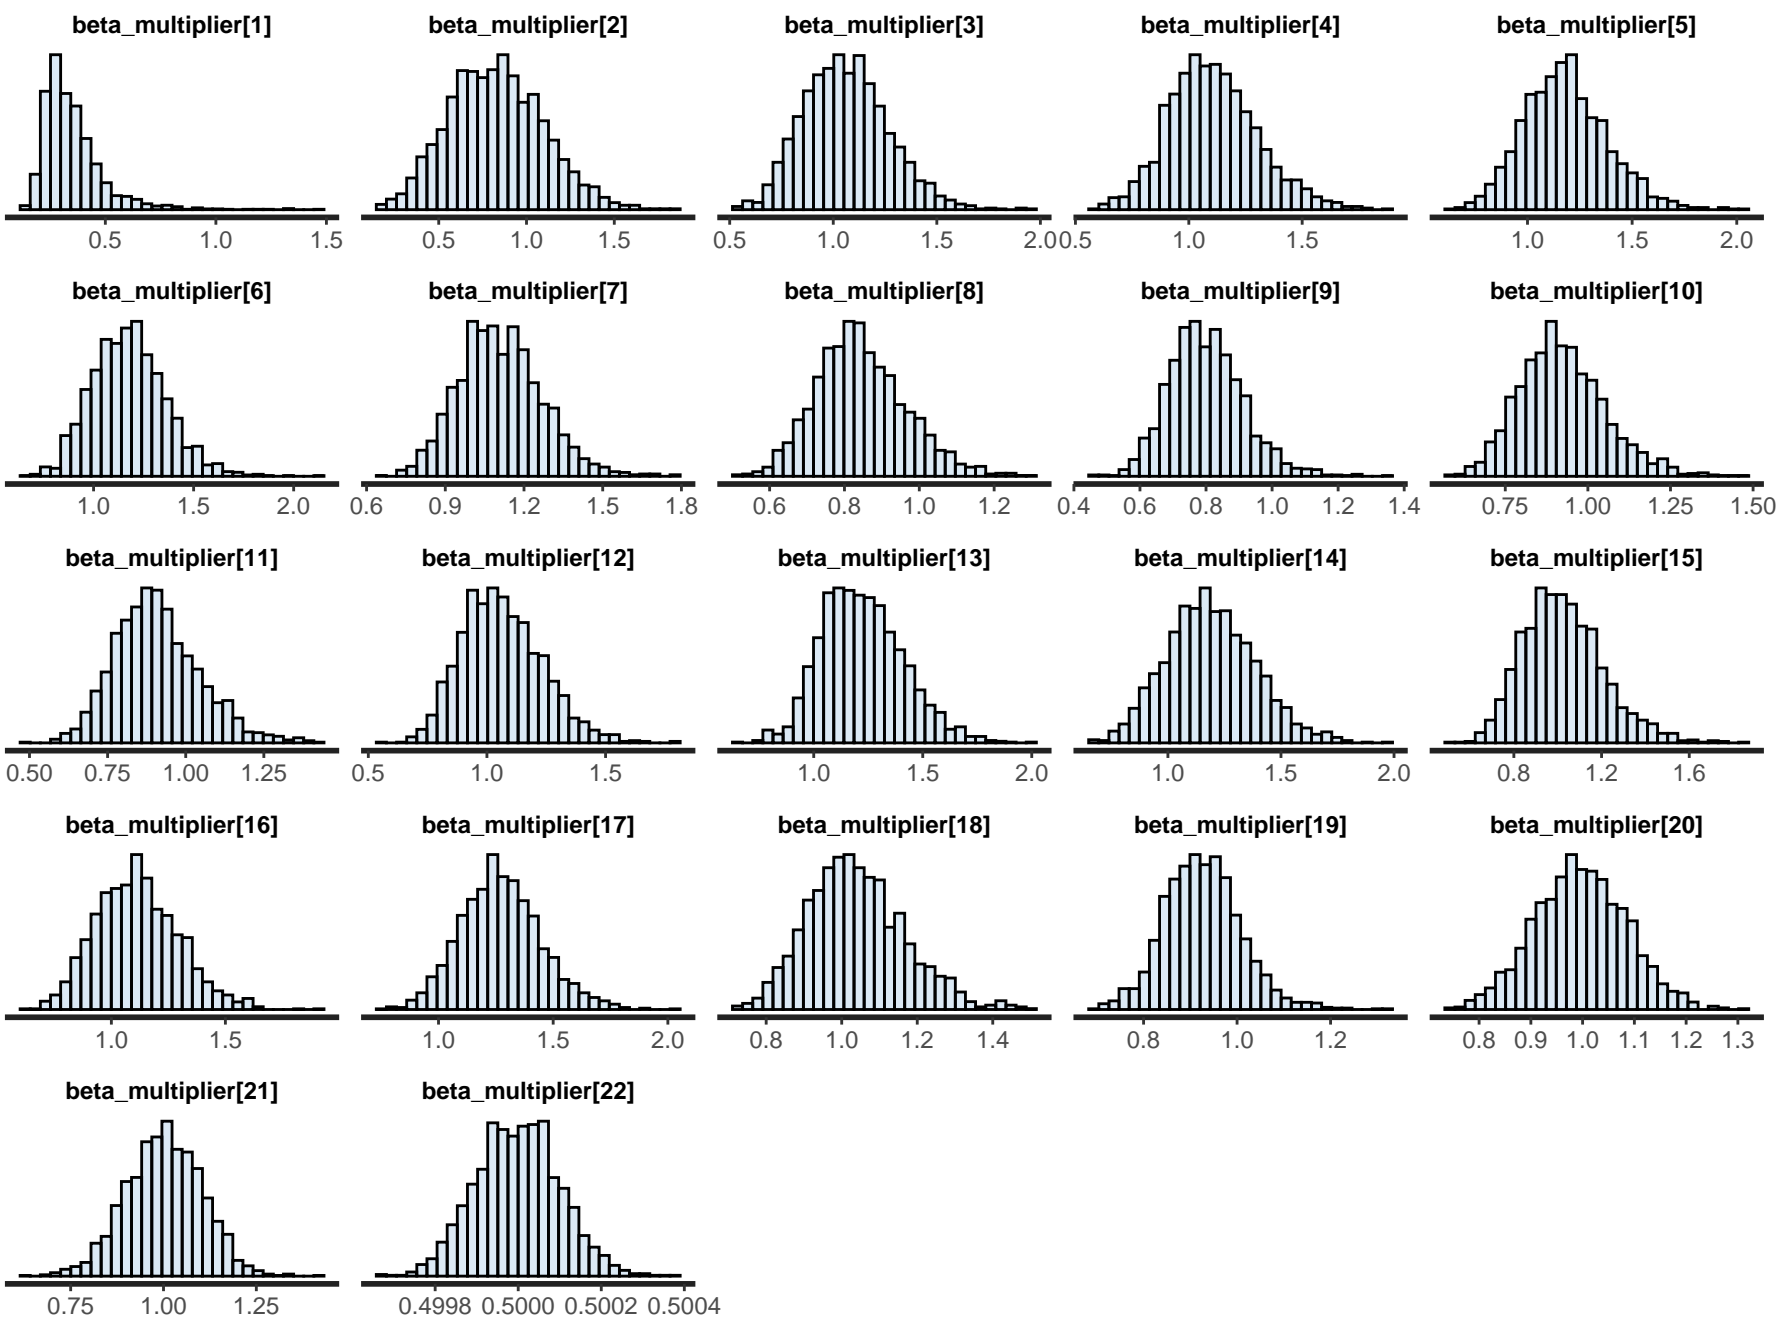 beta_multiplier[1] beta_multiplier[2] beta_multiplier[3] beta_multiplier[4] beta_multiplier[5]
0.5 1.0 1.5 0.5 1.0 1.5 0.5 1.0 1.5 2.0 0.5 1.0 1.5 1.0 1.5 2.0
beta_multiplier[6] beta_multiplier[7] beta_multiplier[8] beta_multiplier[9] beta_multiplier[10]
1.0 1.5 2.0 0.6 0.9 1.2 1.5 1.8 0.6 0.8 1.0 1.2 0.4 0.6 0.8 1.0 1.2 1.4 0.75 1.00 1.25 1.50
beta_multiplier[11] beta_multiplier[12] beta_multiplier[13] beta_multiplier[14] beta_multiplier[15]
0.50 0.75 1.00 1.25 0.5 1.0 1.5 1.0 1.5 2.0 1.0 1.5 2.0 0.8 1.2 1.6
beta_multiplier[16] beta_multiplier[17] beta_multiplier[18] beta_multiplier[19] beta_multiplier[20]
1.0 1.5 1.0 1.5 2.0 0.8 1.0 1.2 1.4 0.8 1.0 1.2 0.8 0.9 1.0 1.1 1.2 1.3
beta_multiplier[21] beta_multiplier[22]
0.75 1.00 1.25 0.4998 0.5000 0.5002 0.5004